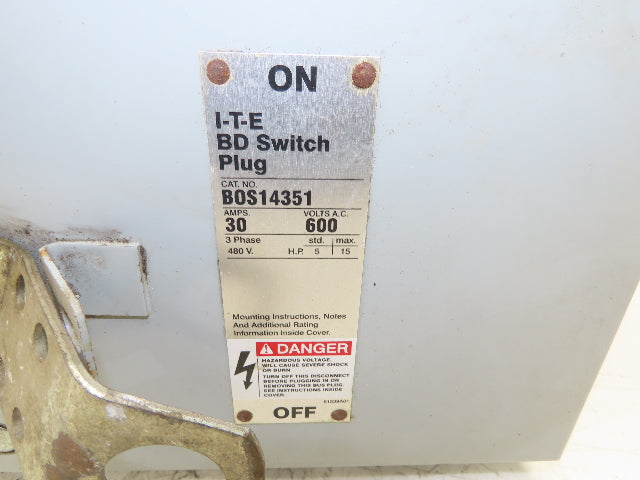 ON
I-T-E
BD Switch
Plug
CAT. NO.
BOS14351
AMPS. VOLTS A.C.
30 600
3 Phase std. max.
480 V. H.P. 5 15
Mounting Instructions, Notes
And Additional Rating
Information Inside Cover.
DANGER
HAZARDOUS VOLTAGE.
WILL CAUSE SEVERE SHOCK
OR BURN
TURN OFF THIS DISCONNECT
BEFORE PLUGGING IN OR
REMOVING THIS BUS PLUG.
SEE INSTRUCTIONS INSIDE
COVER.
OFF